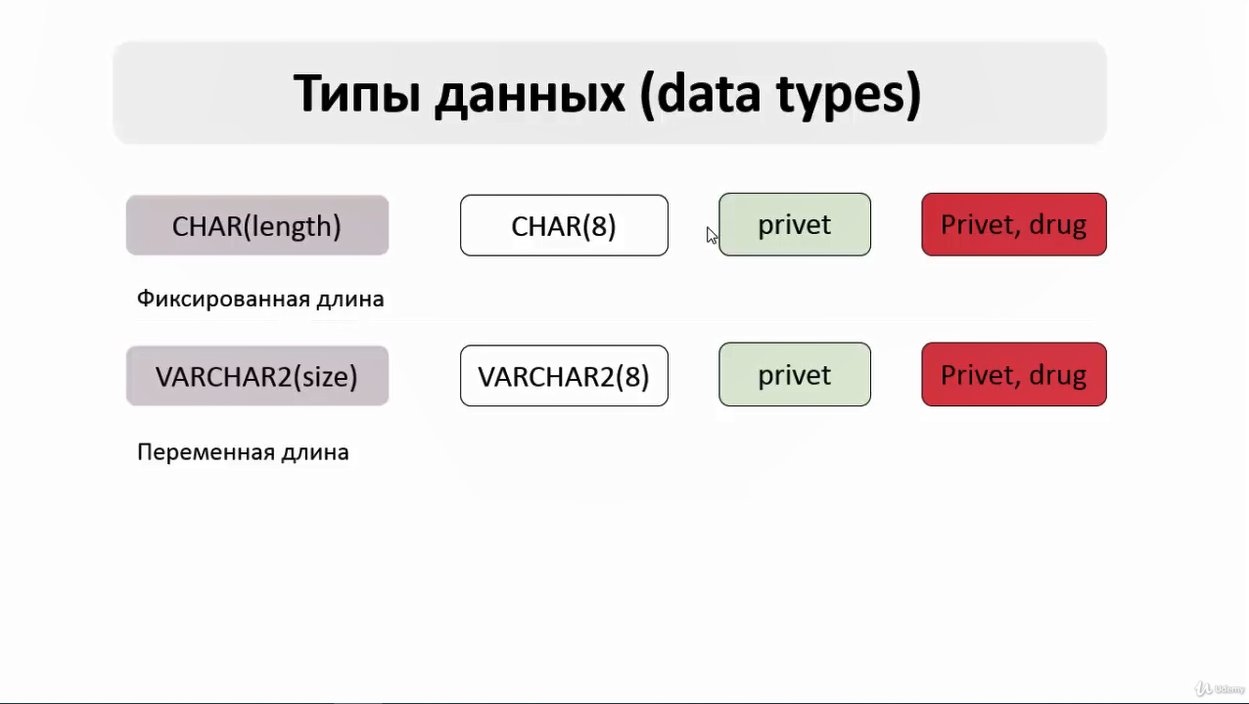 Типы данных (data types)
CHAR(length)
CHAR(8)
privet
Privet, drug
Фиксированная длина
VARCHAR2(size)
VARCHAR2(8)
privet
Privet, drug
Переменная длина
Udemy